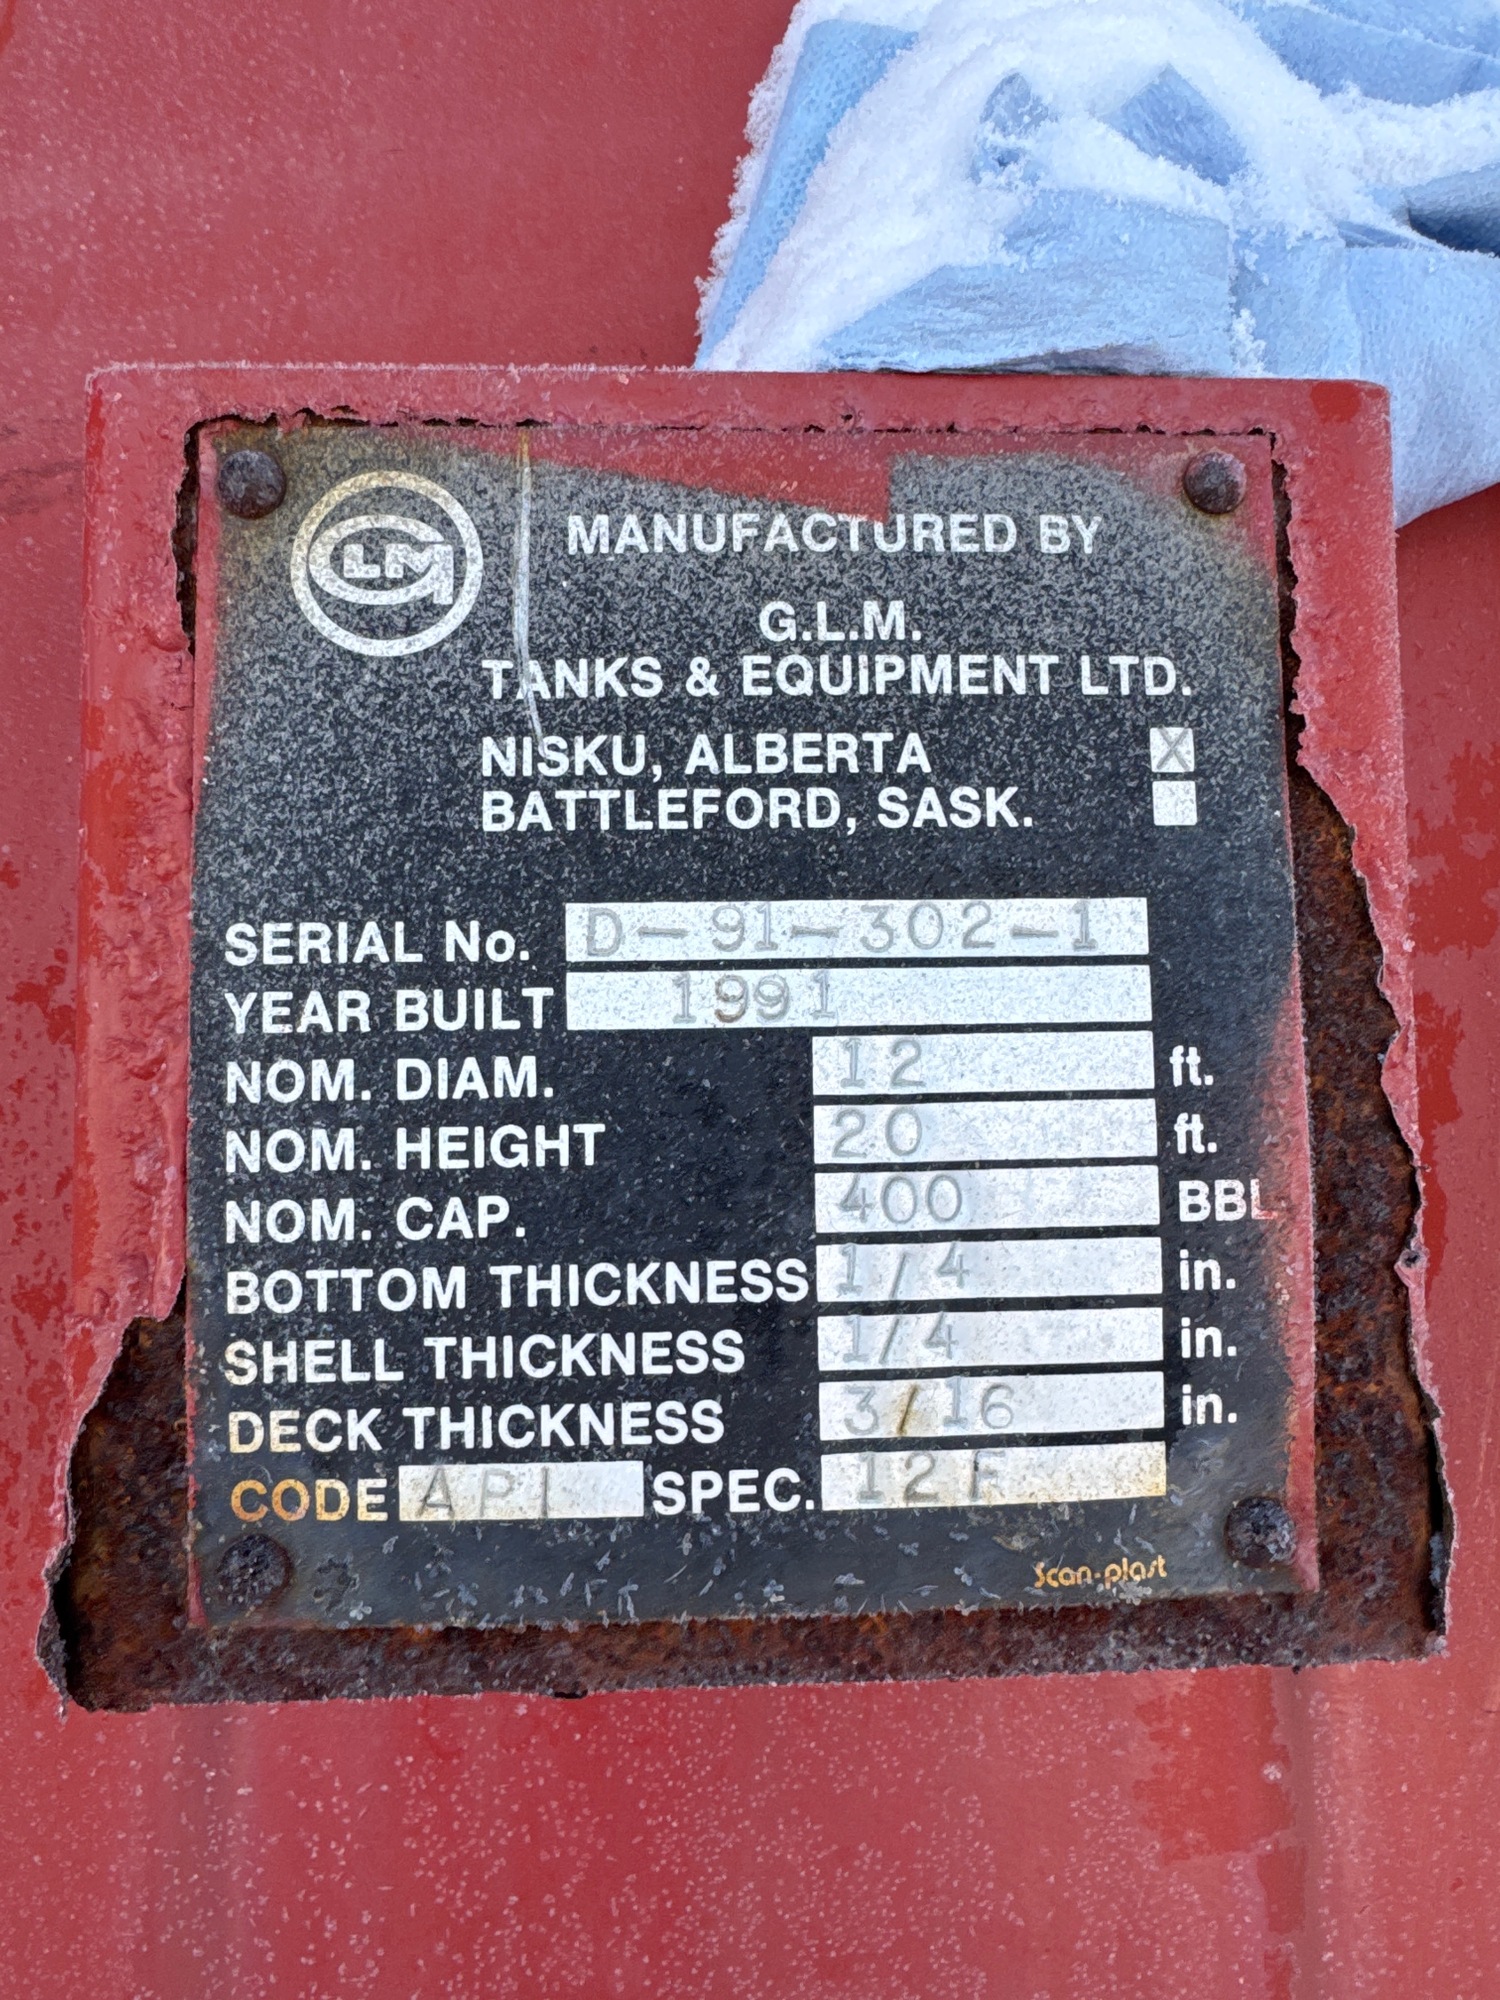 GLM
MANUFACTURED BY
G.L.M.
TANKS & EQUIPMENT LTD.
NISKU, ALBERTA X
BATTLEFORD, SASK.
SERIAL No. D-91-302-1
YEAR BUILT 1991
NOM. DIAM. 12 ft.
NOM. HEIGHT 20 ft.
NOM. CAP. 400 BBL
BOTTOM THICKNESS 1/4 in.
SHELL THICKNESS 1/4 in.
DECK THICKNESS 3/16 in.
CODE API SPEC. 12F
Scan-plast